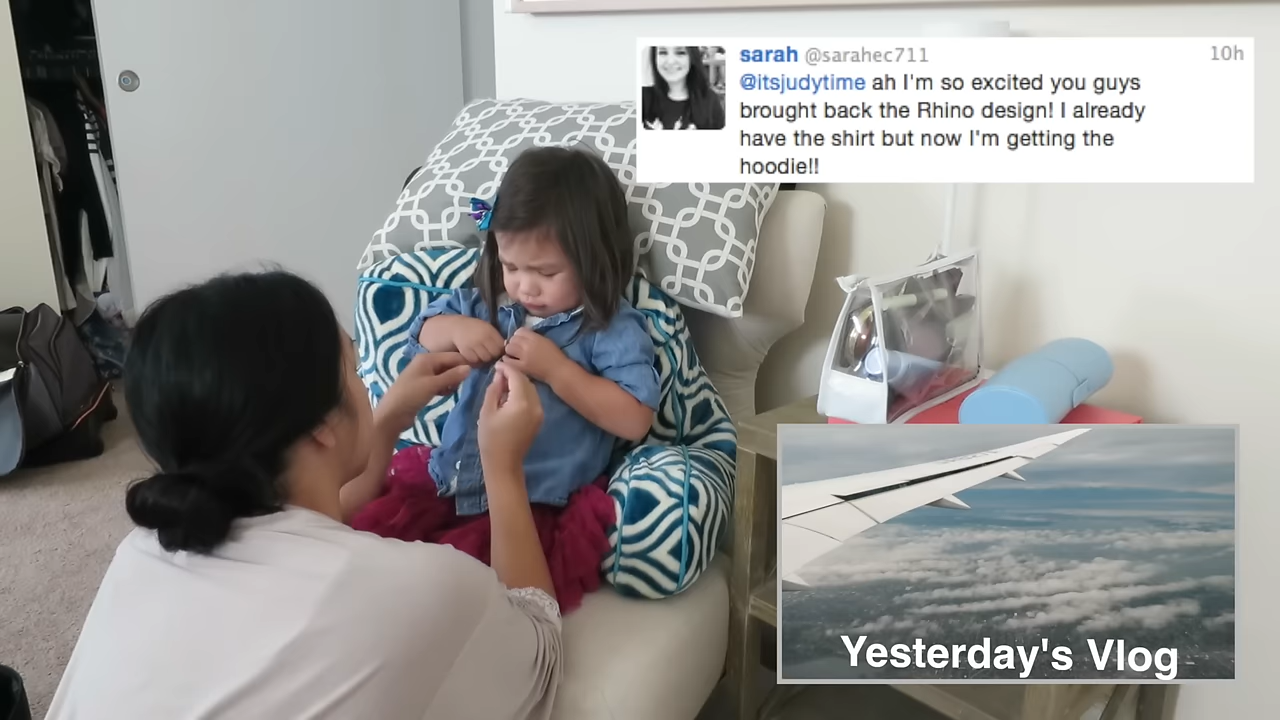 sarah @sarahec711 10h
@itsjudytime ah I'm so excited you guys
brought back the Rhino design! I already
have the shirt but now I'm getting the
hoodie!!
Yesterday's Vlog